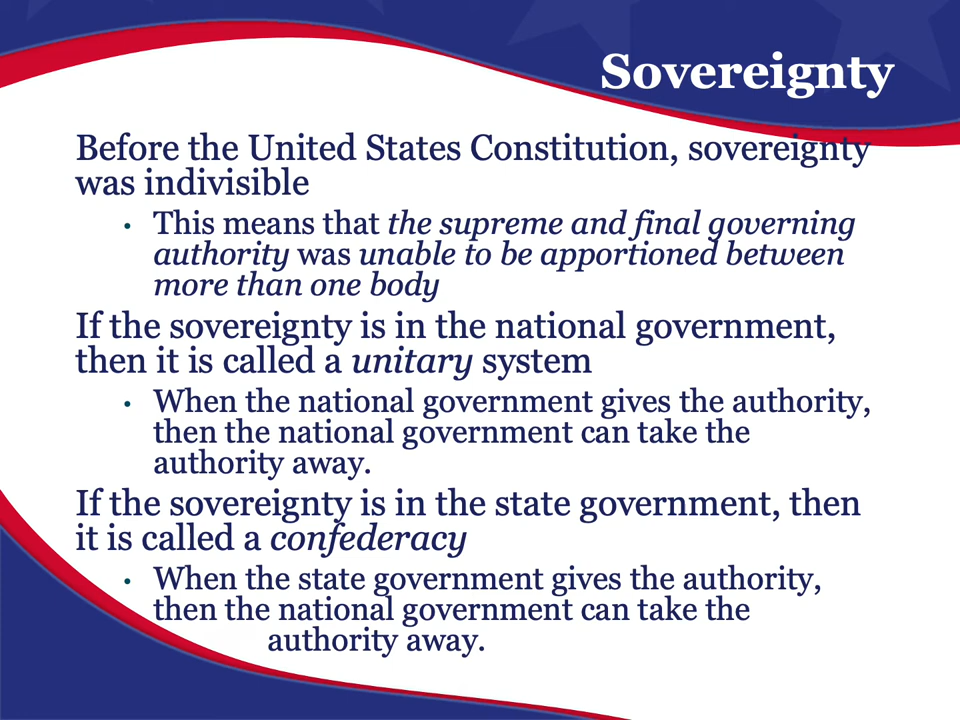 Sovereignty
Before the United States Constitution, sovereignty
was indivisible
• This means that the supreme and final governing
authority was unable to be apportioned between
more than one body
If the sovereignty is in the national government,
then it is called a unitary system
• When the national government gives the authority,
then the national government can take the
authority away.
If the sovereignty is in the state government, then
it is called a confederacy
• When the state government gives the authority,
then the national government can take the
authority away.